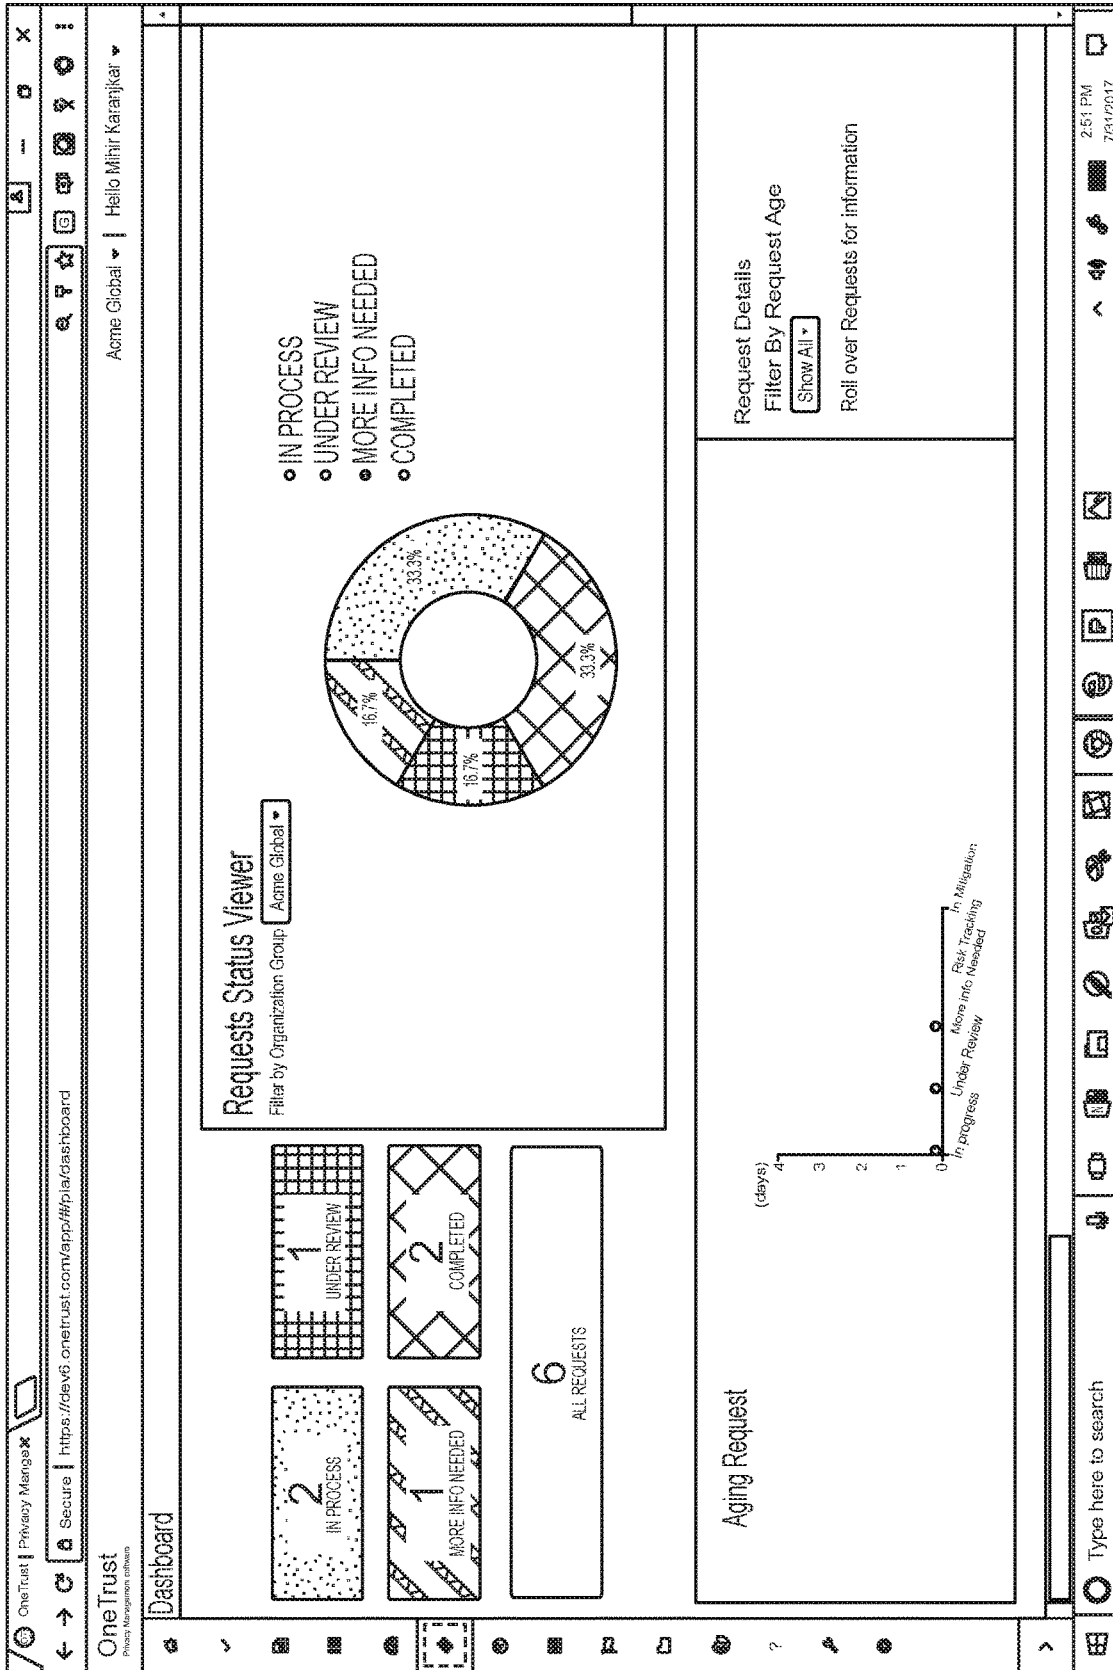 OneTrust | Privacy Manage ×
Secure | https://dev6.onetrust.com/app/#/pia/dashboard
OneTrust
Privacy Management software
Acme Global ▾ | Hello Mihir Karanjkar ▾
Dashboard
2
IN PROCESS
1
UNDER REVIEW
1
MORE INFO NEEDED
2
COMPLETED
6
ALL REQUESTS
Requests Status Viewer
Filter by Organization Group Acme Global ▾
16.7%
33.3%
16.7%
33.3%
IN PROCESS
UNDER REVIEW
MORE INFO NEEDED
COMPLETED
Aging Request
(days)
4
3
2
1
0
In progress
Under Review
More info Needed
Risk Tracking
In Mitigation
Request Details
Filter By Request Age
Show All ▾
Roll over Requests for information
Type here to search
2:51 PM
7/31/2017